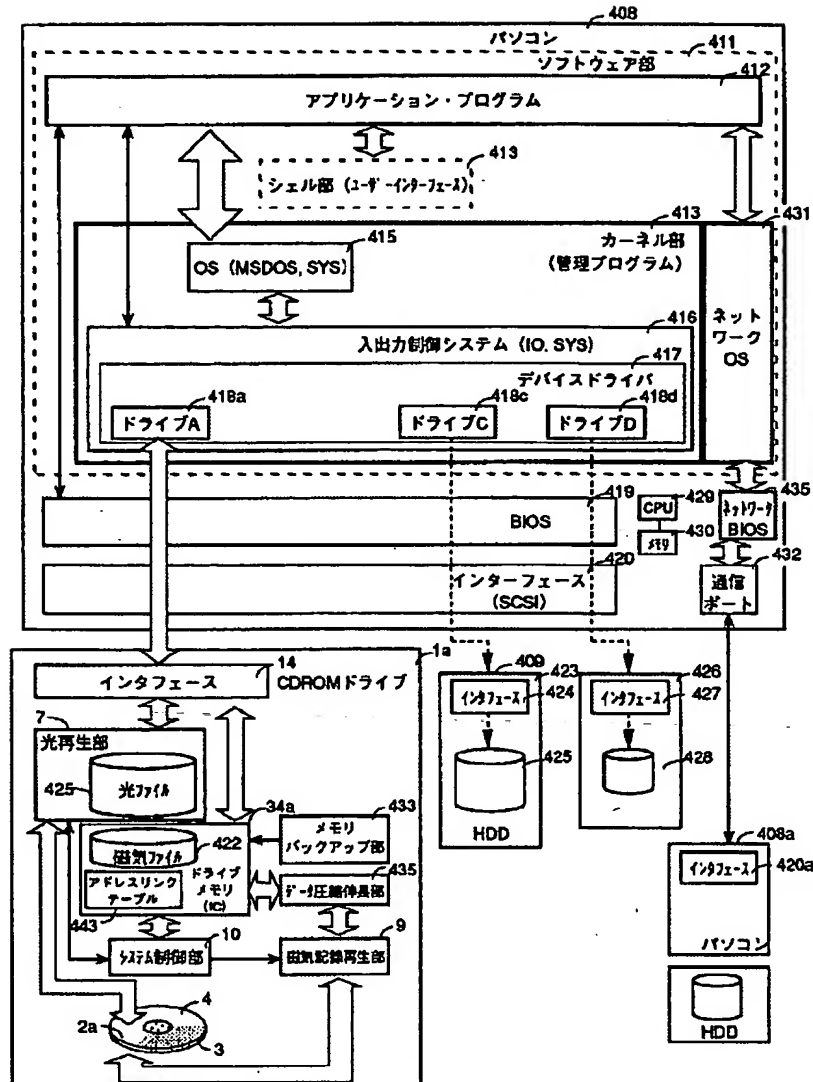 408
パソコン
411
ソフトウェア部
412
アプリケーション・プログラム
413
シェル部 (ユーザーインターフェース)
413
431
415
カーネル部
(管理プログラム)
OS (MSDOS, SYS)
ネット
ワーク
OS
416
入出力制御システム (IO. SYS)
417
デバイスドライバ
418a
418c
418d
ドライブA
ドライブC
ドライブD
419
429
435
BIOS
CPU
ネットワーク
BIOS
430
メモリ
420
432
インターフェース
(SCSI)
通信
ポート
1a
14
インタフェース
CDROMドライブ
409
423
426
インタフェース
424
インタフェース
427
7
光再生部
425
428
425
光ファイル
HDD
34a
433
422
メモリ
バックアップ部
磁気ファイル
ドライブ
メモリ
(IC)
435
アドレスリンク
テーブル
データ圧縮伸長部
443
408a
インタフェース
420a
10
9
システム制御部
磁気記録再生部
パソコン
4
2a
3
HDD